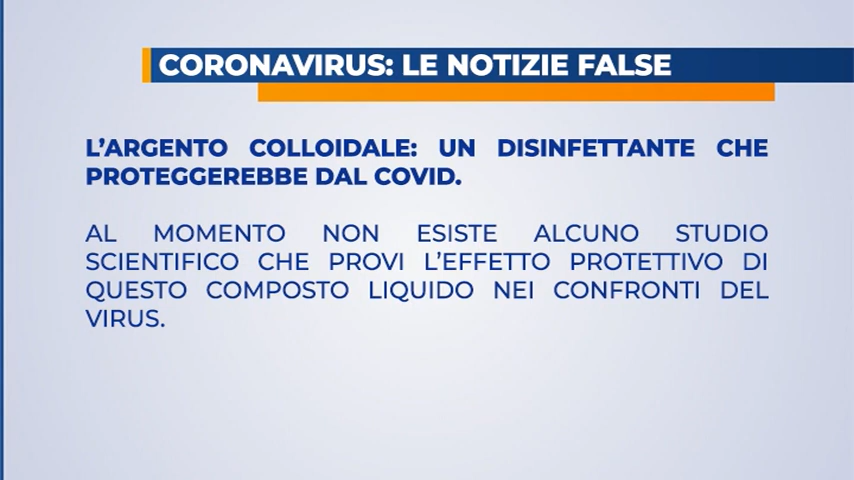 CORONAVIRUS: LE NOTIZIE FALSE
L'ARGENTO COLLOIDALE: UN DISINFETTANTE CHE
PROTEGGEREBBE DAL COVID.
AL MOMENTO NON ESISTE ALCUNO STUDIO
SCIENTIFICO CHE PROVI L'EFFETTO PROTETTIVO DI
QUESTO COMPOSTO LIQUIDO NEI CONFRONTI DEL
VIRUS.